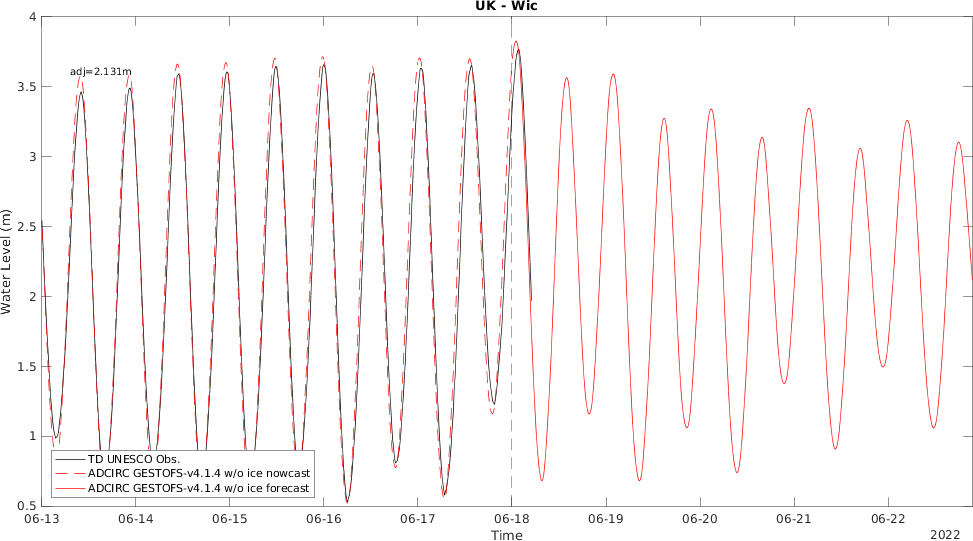 UK - Wic
4
adj=2.131m
3.5
3
2.5
Water Level (m)
2
1.5
1
0.5
TD UNESCO Obs.
ADCIRC GESTOFS-v4.1.4 w/o ice nowcast
ADCIRC GESTOFS-v4.1.4 w/o ice forecast
06-13 06-14 06-15 06-16 06-17 06-18 06-19 06-20 06-21 06-22
Time
2022